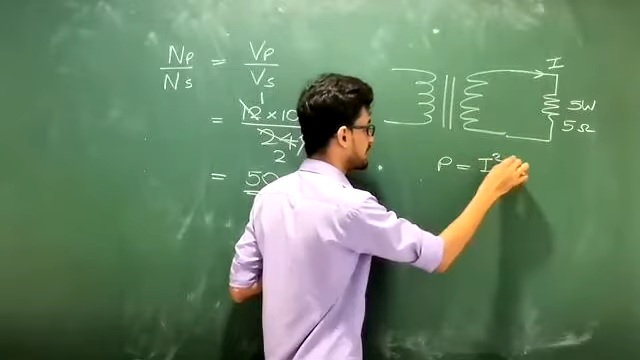 Np/Ns = Vp/Vs
= 12 × 10
24
1
2
= 50
I
5W
5Ω
P = I²